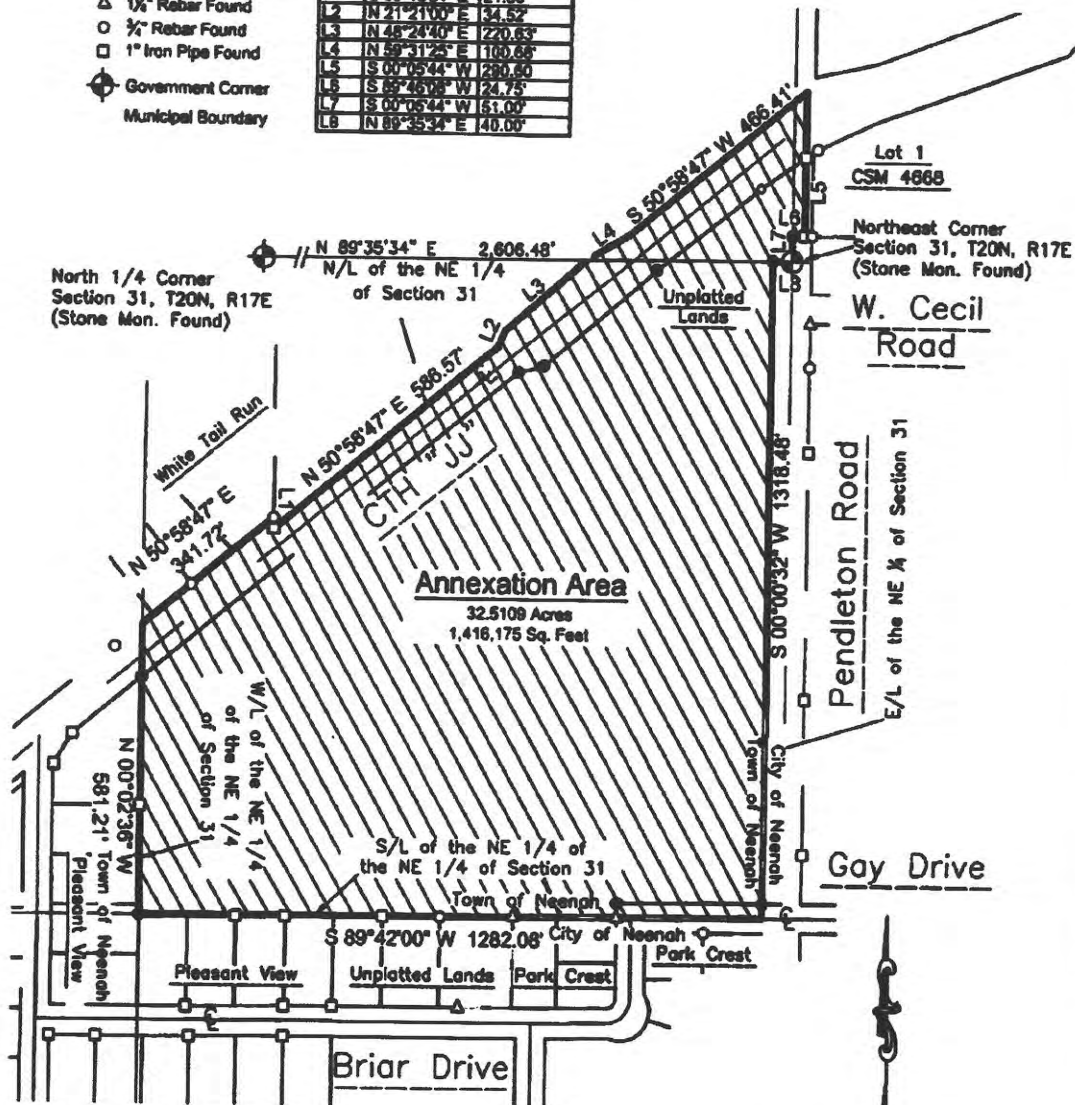 1¼" Rebar Found
¾" Rebar Found
1" Iron Pipe Found
Government Corner
Municipal Boundary
L2 N 21°21'00" E 34.52'
L3 N 48°24'40" E 220.63'
L4 N 59°31'25" E 100.68'
L5 S 00°05'44" W 290.60
L6 S 89°46'08" W 24.75'
L7 S 00°05'44" W 51.00'
L8 N 89°35'34" E 40.00'
S 50°58'47" W 466.41'
Lot 1
CSM 4668
L5
L6
L7
L8
L4
Northeast Corner
Section 31, T20N, R17E
(Stone Mon. Found)
N 89°35'34" E 2,606.48'
N/L of the NE 1/4
of Section 31
North 1/4 Corner
Section 31, T20N, R17E
(Stone Mon. Found)
L3
L2
Unplatted
Lands
W. Cecil
Road
N 50°58'47" E 586.57'
White Tail Run
L1
CTH "JJ"
N 50°58'47" E
341.72'
Annexation Area
32.5109 Acres
1,416,175 Sq. Feet
S 00°00'32" W 1318.48'
Pendleton Road
E/L of the NE ¼ of Section 31
W/L of the NE 1/4
of the NE 1/4
of Section 31
N 00°02'36" W
581.21'
Town of Neenah
Pleasant View
S/L of the NE 1/4 of
the NE 1/4 of Section 31
Town of Neenah
City of Neenah
Gay Drive
Town of Neenah
S 89°42'00" W 1282.08'
City of Neenah
Park Crest
Pleasant View
Unplatted Lands
Park Crest
Briar Drive